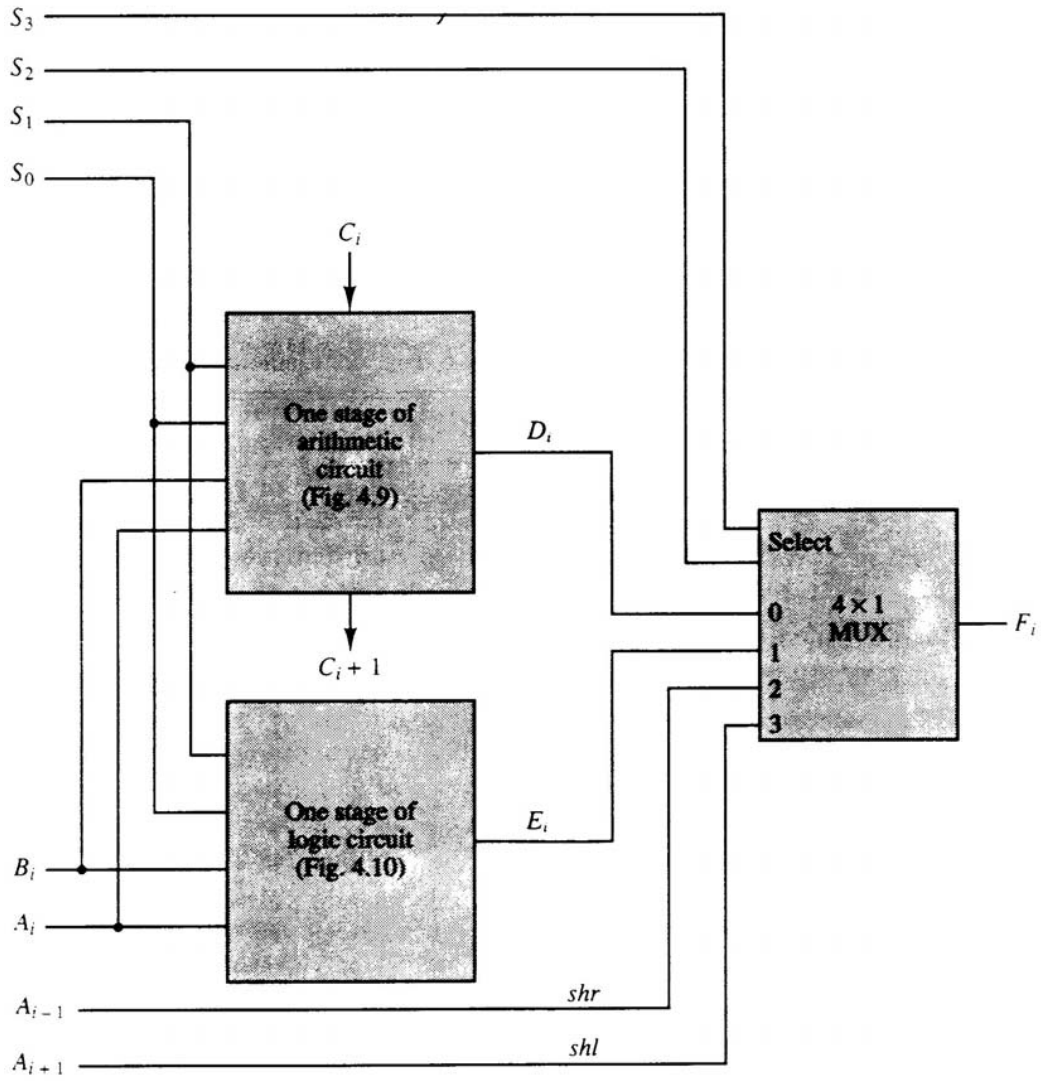 S₃
S₂
S₁
S₀
Cᵢ
One stage of
arithmetic
circuit
(Fig. 4.9)
Dᵢ
Select
0
1
2
3
4 × 1
MUX
Fᵢ
Cᵢ + 1
One stage of
logic circuit
(Fig. 4.10)
Eᵢ
Bᵢ
Aᵢ
Aᵢ₋₁
shr
Aᵢ₊₁
shl